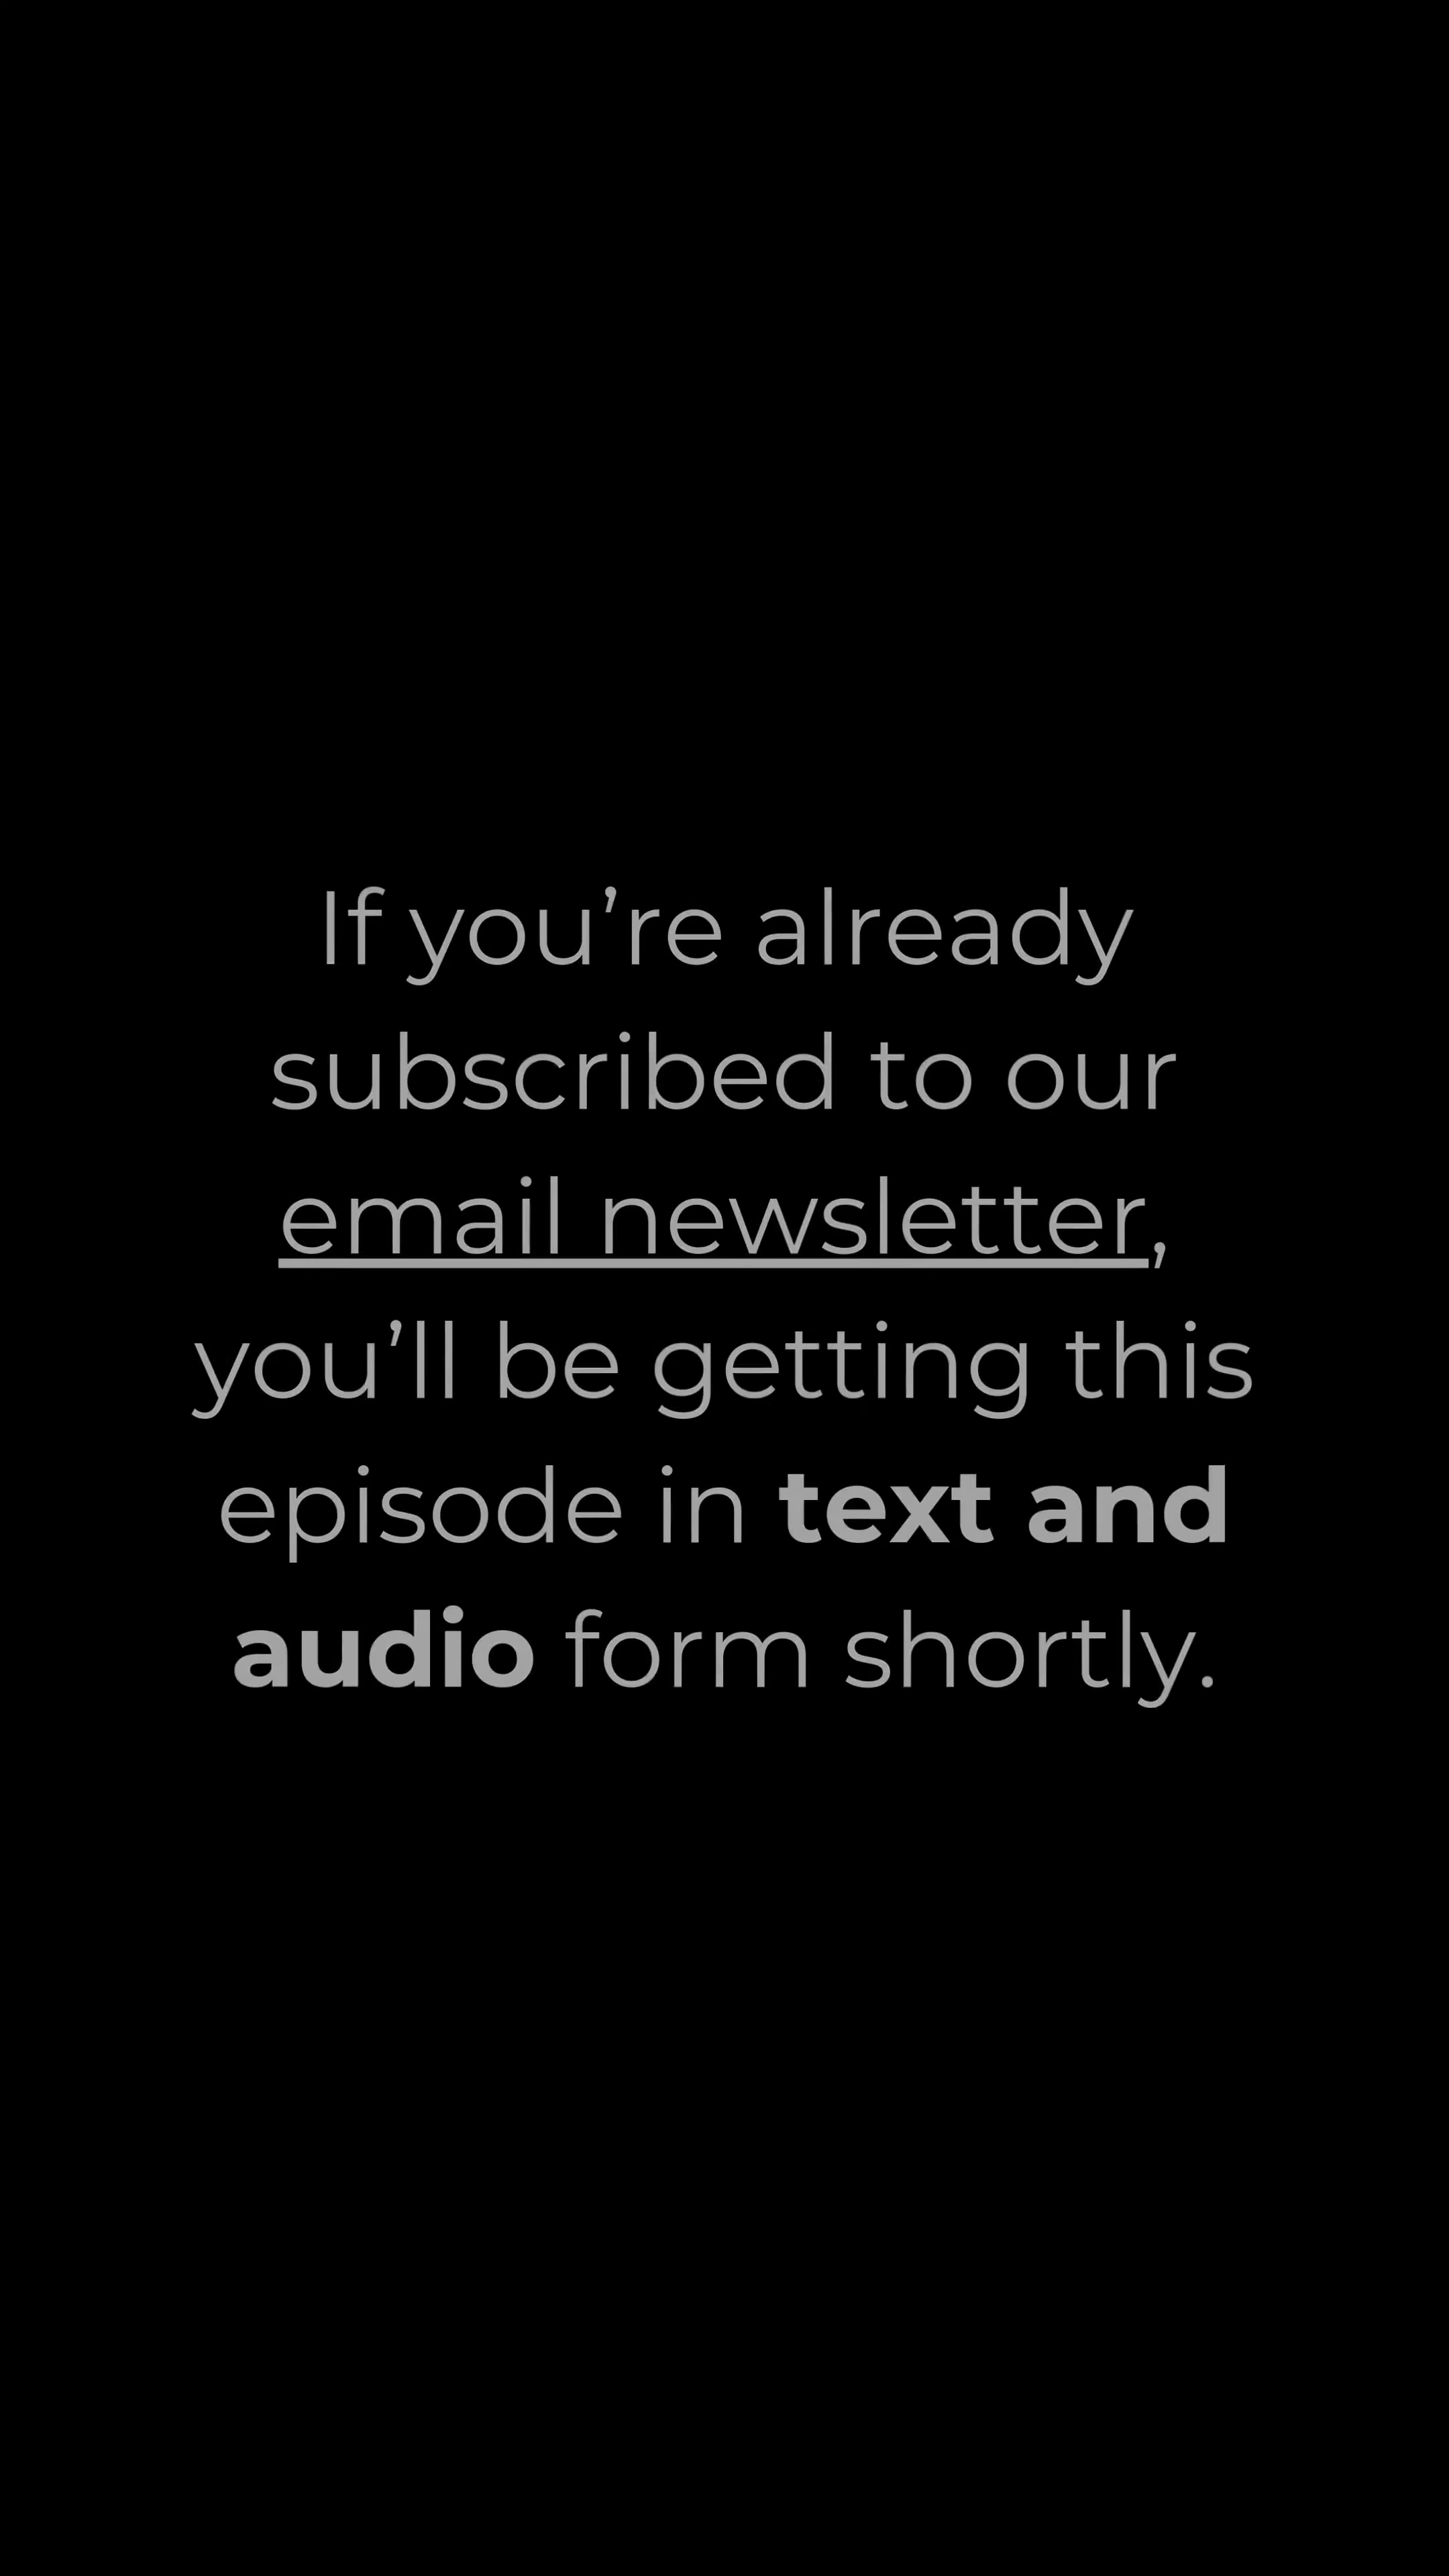 If you’re already
subscribed to our
email newsletter,
you’ll be getting this
episode in text and
audio form shortly.